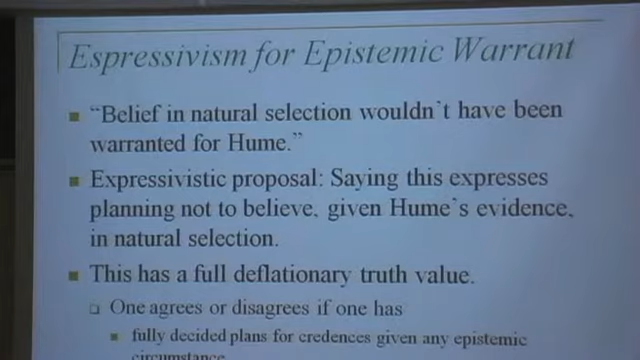 Espressivism for Epistemic Warrant
"Belief in natural selection wouldn't have been
warranted for Hume."
Expressivistic proposal: Saying this expresses
planning not to believe, given Hume's evidence,
in natural selection.
This has a full deflationary truth value.
One agrees or disagrees if one has
fully decided plans for credences given any epistemic
circumstance